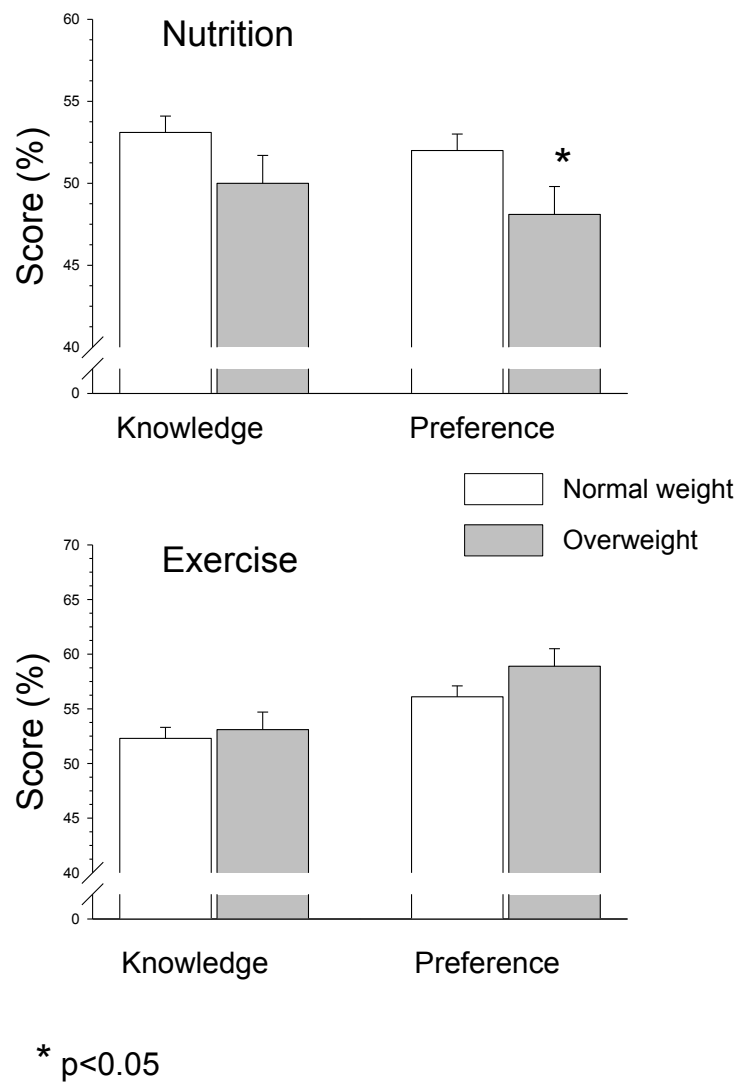 Nutrition
Score (%)
60
55
50
45
40
0
*
Knowledge Preference
Normal weight
Overweight
Exercise
Score (%)
70
65
60
55
50
45
40
0
Knowledge Preference
* p<0.05